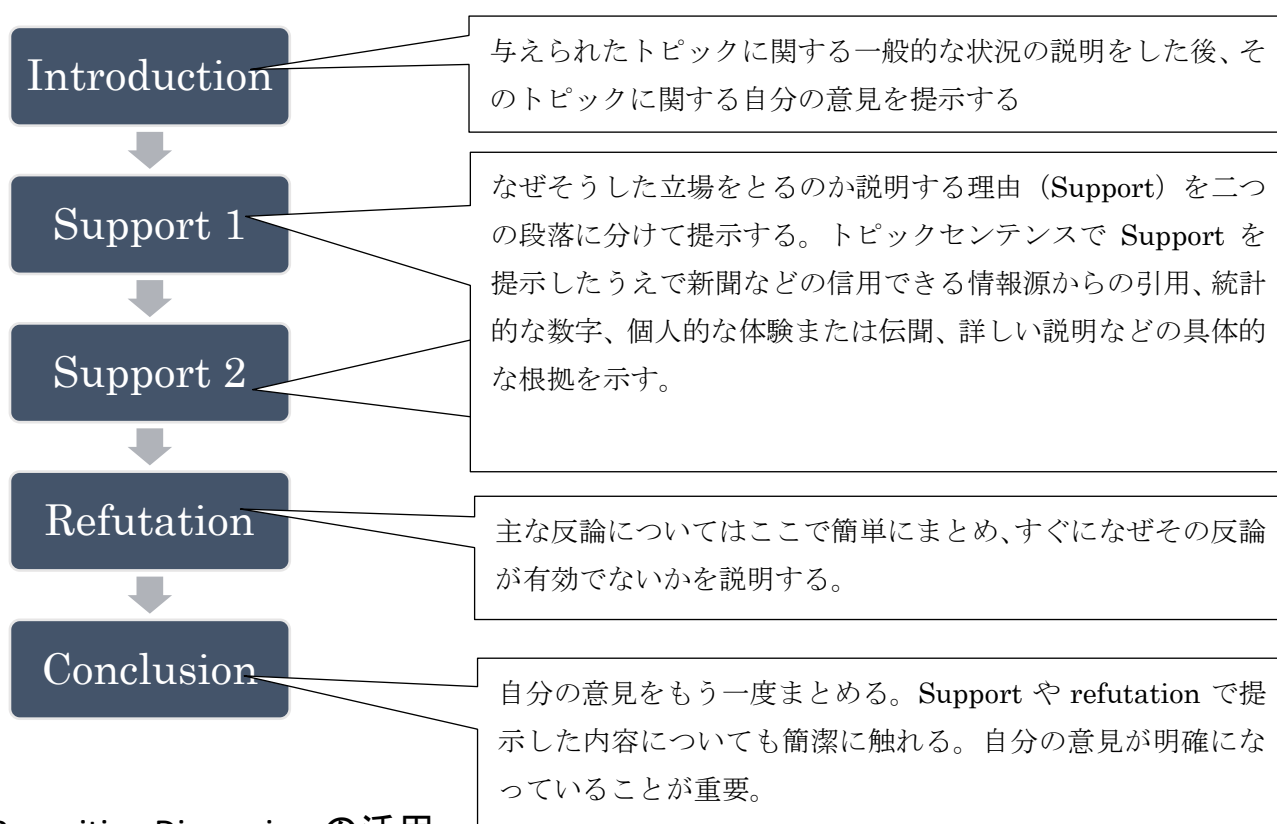 Introduction
与えられたトピックに関する一般的な状況の説明をした後、そ
のトピックに関する自分の意見を提示する
Support 1
なぜそうした立場をとるのか説明する理由（Support）を二つ
の段落に分けて提示する。トピックセンテンスで Support を
提示したうえで新聞などの信用できる情報源からの引用、統計
的な数字、個人的な体験または伝聞、詳しい説明などの具体的
な根拠を示す。
Support 2
Refutation
主な反論についてはここで簡単にまとめ、すぐになぜその反論
が有効でないかを説明する。
Conclusion
自分の意見をもう一度まとめる。Support や refutation で提
示した内容についても簡潔に触れる。自分の意見が明確にな
っていることが重要。